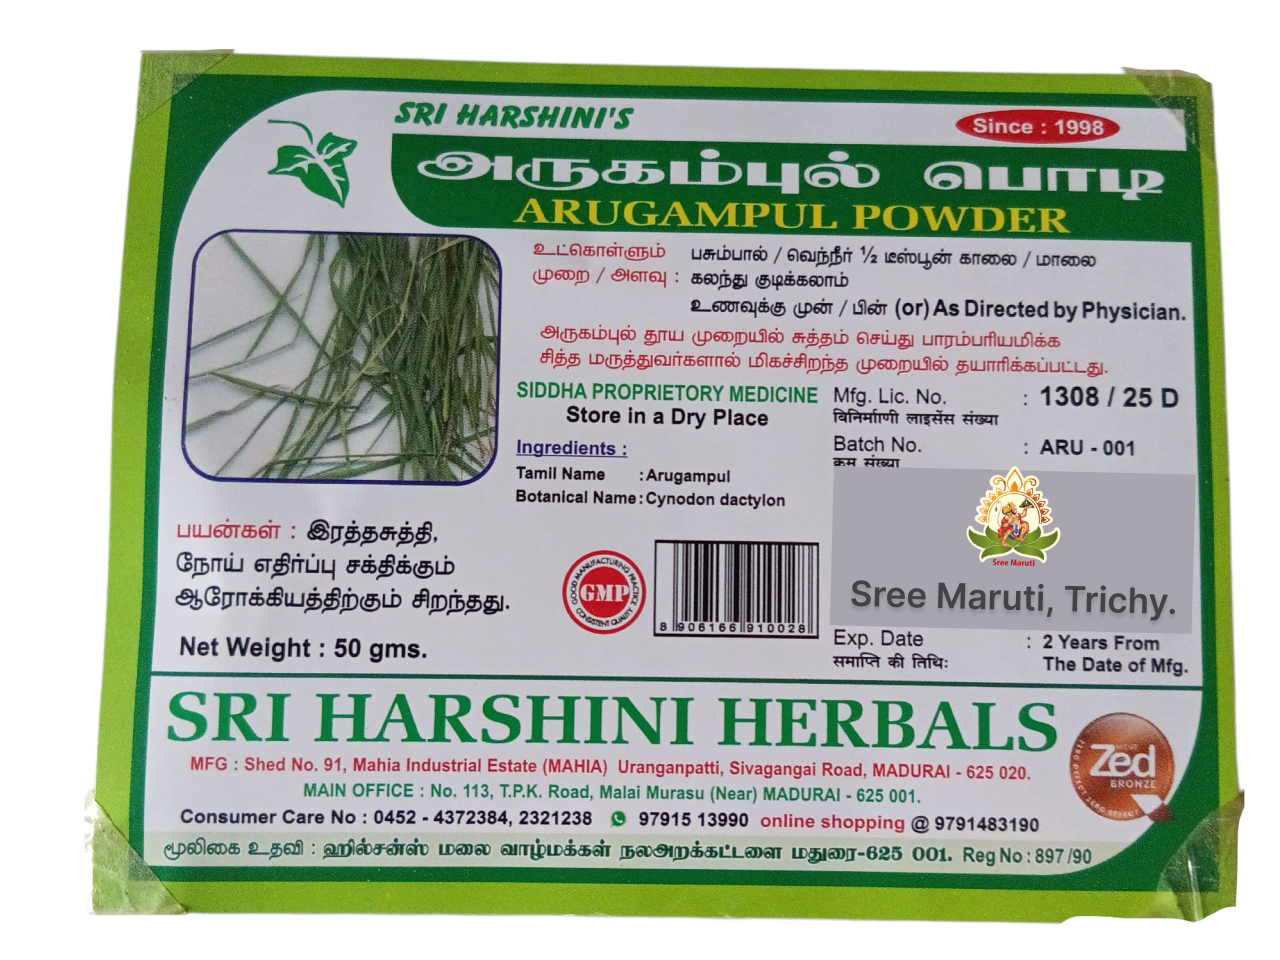 SRI HARSHINI'S
Since : 1998
அருகம்புல் பொடி
ARUGAMPUL POWDER
உட்கொள்ளும் பசும்பால் / வெந்நீர் ½ டீஸ்பூன் காலை / மாலை
முறை / அளவு : கலந்து குடிக்கலாம்
உணவுக்கு முன் / பின் (or) As Directed by Physician.
அருகம்புல் தூய முறையில் சுத்தம் செய்து பாரம்பரியமிக்க
சித்த மருத்துவர்களால் மிகச்சிறந்த முறையில் தயாரிக்கப்பட்டது.
SIDDHA PROPRIETORY MEDICINE
Store in a Dry Place
Ingredients :
Tamil Name : Arugampul
Botanical Name : Cynodon dactylon
Mfg. Lic. No. : 1308 / 25 D
विनिर्माणी लाइसेंस संख्या
Batch No. : ARU - 001
क्रम संख्या
Sree Maruti
Sree Maruti, Trichy.
Exp. Date : 2 Years From
समाप्ति की तिथि: The Date of Mfg.
பயன்கள் : இரத்தசுத்தி,
நோய் எதிர்ப்பு சக்திக்கும்
ஆரோக்கியத்திற்கும் சிறந்தது.
Net Weight : 50 gms.
GOOD MANUFACTURING PRACTICE
GMP
CONSISTENT QUALITY
8 906166 910028
SRI HARSHINI HERBALS
MFG : Shed No. 91, Mahia Industrial Estate (MAHIA) Uranganpatti, Sivagangai Road, MADURAI - 625 020.
MAIN OFFICE : No. 113, T.P.K. Road, Malai Murasu (Near) MADURAI - 625 001.
Consumer Care No : 0452 - 4372384, 2321238 97915 13990 online shopping @ 9791483190
மூலிகை உதவி : ஹில்சன்ஸ் மலை வாழ்மக்கள் நலஅறக்கட்டளை மதுரை-625 001. Reg No : 897/90
Zed
BRONZE